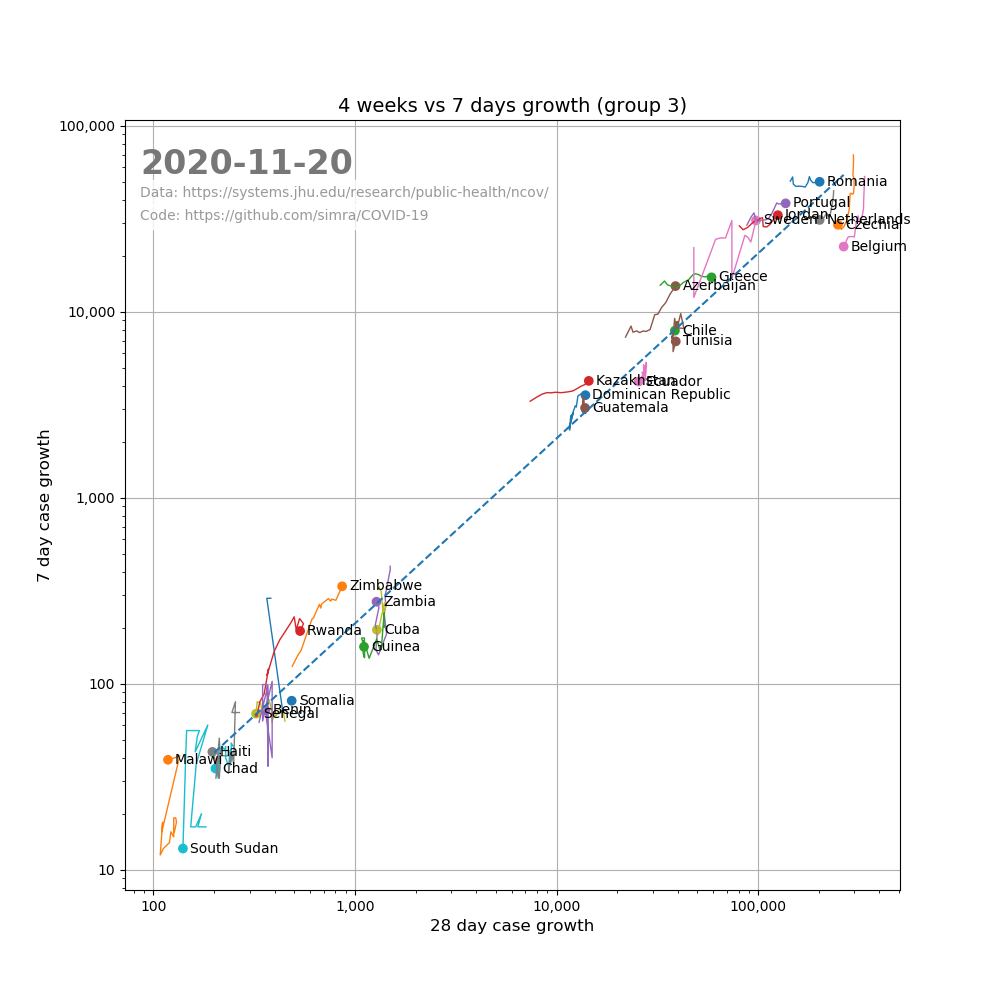 4 weeks vs 7 days growth (group 3)
100,000
2020-11-20
Data: https://systems.jhu.edu/research/public-health/ncov/
Code: https://github.com/simra/COVID-19
Romania
Portugal
Jordan
Sweden
Netherlands
Czechia
Belgium
Greece
Azerbaijan
10,000
Chile
Tunisia
Kazakhstan
Ecuador
Dominican Republic
Guatemala
1,000
7 day case growth
Zimbabwe
Zambia
Rwanda
Cuba
Guinea
100
Somalia
Benin
Senegal
Haiti
Malawi
Chad
South Sudan
10
100
1,000
10,000
100,000
28 day case growth